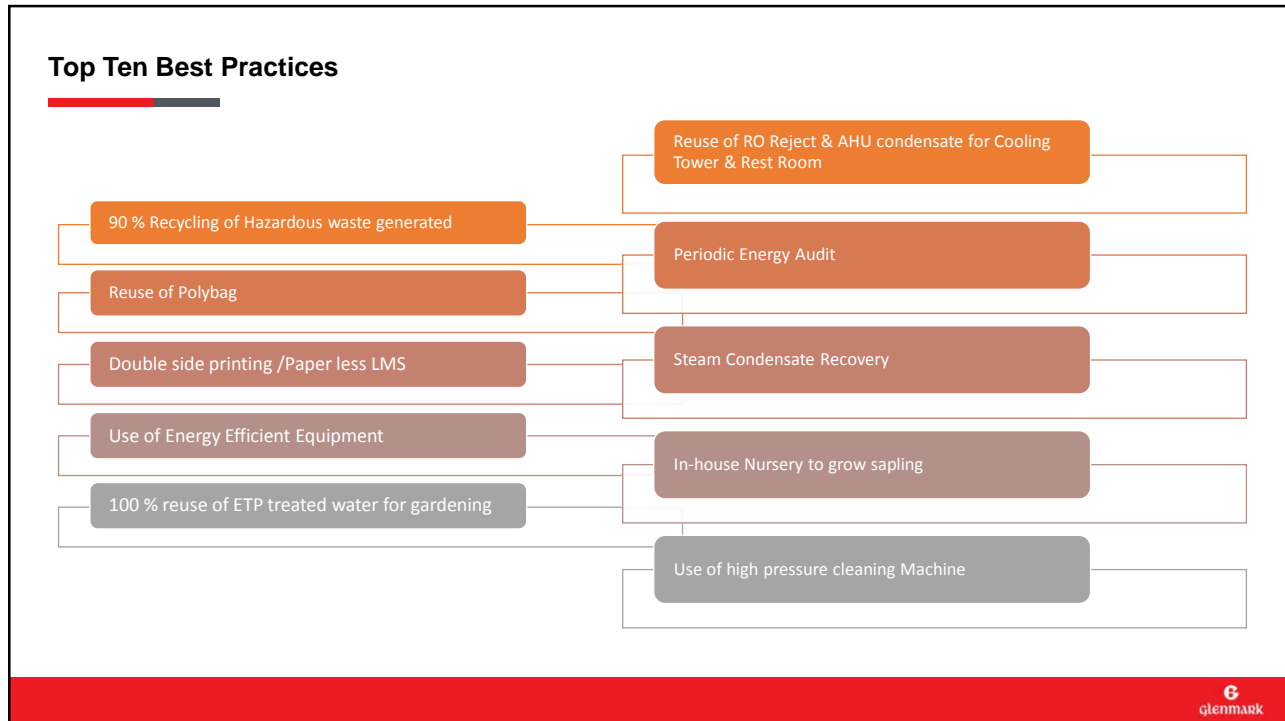 Top Ten Best Practices
90 % Recycling of Hazardous waste generated
Reuse of Polybag
Double side printing /Paper less LMS
Use of Energy Efficient Equipment
100 % reuse of ETP treated water for gardening
Reuse of RO Reject & AHU condensate for Cooling
Tower & Rest Room
Periodic Energy Audit
Steam Condensate Recovery
In-house Nursery to grow sapling
Use of high pressure cleaning Machine
G
glenmark